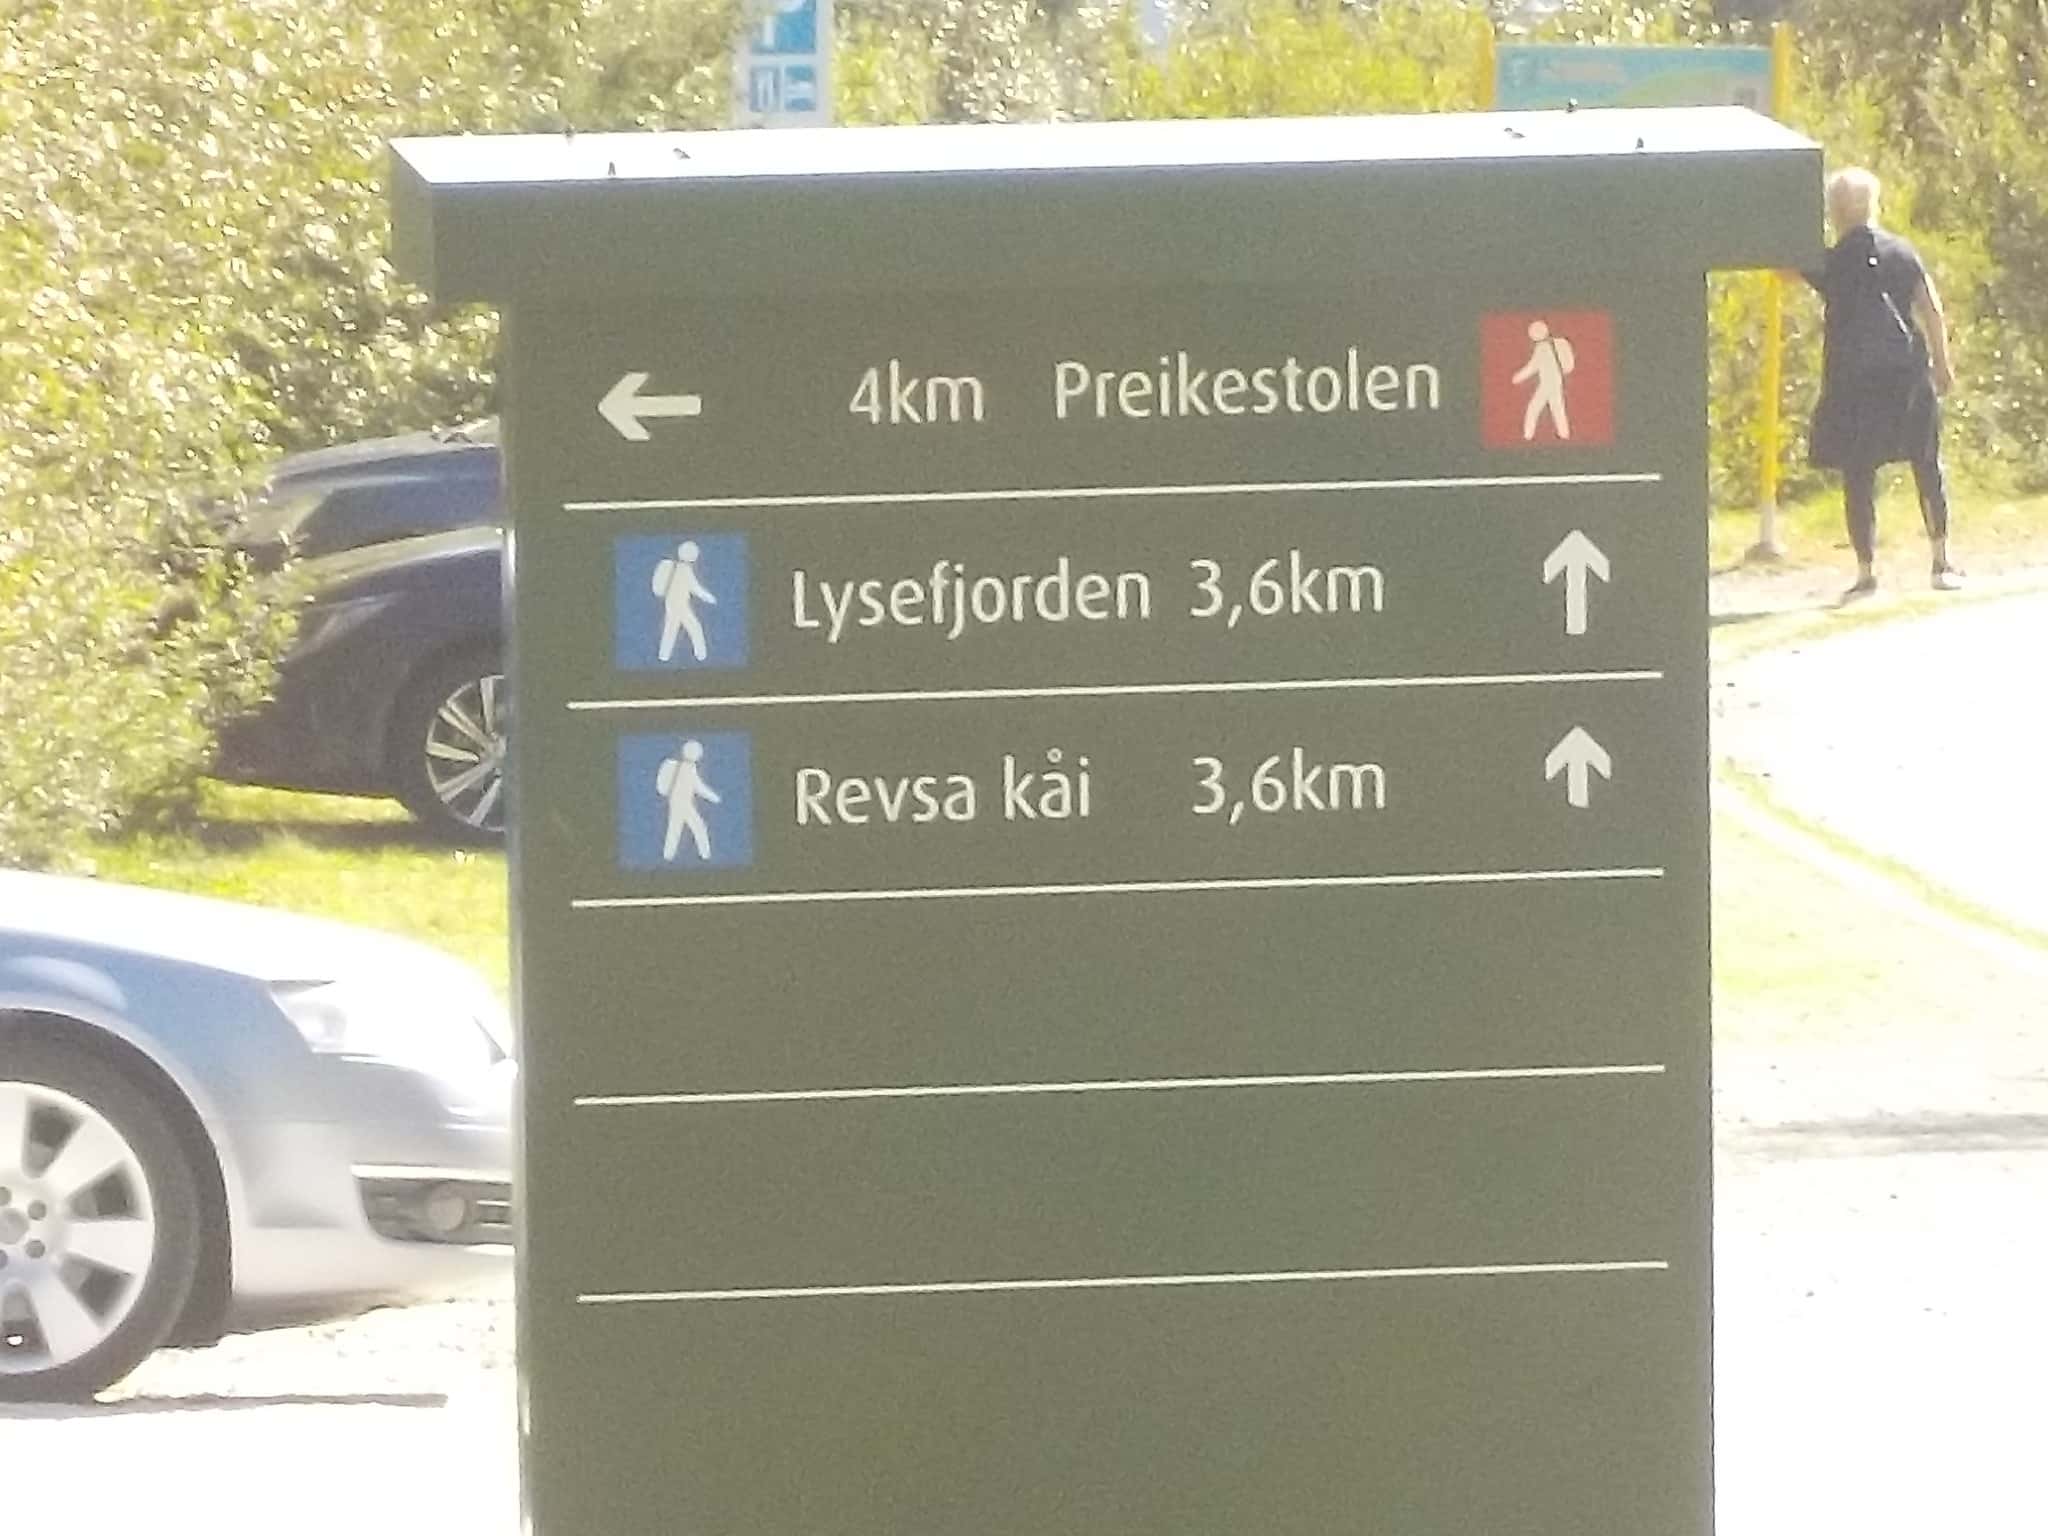 4km Preikestolen
Lysefjorden 3,6km
Revsa kåi 3,6km